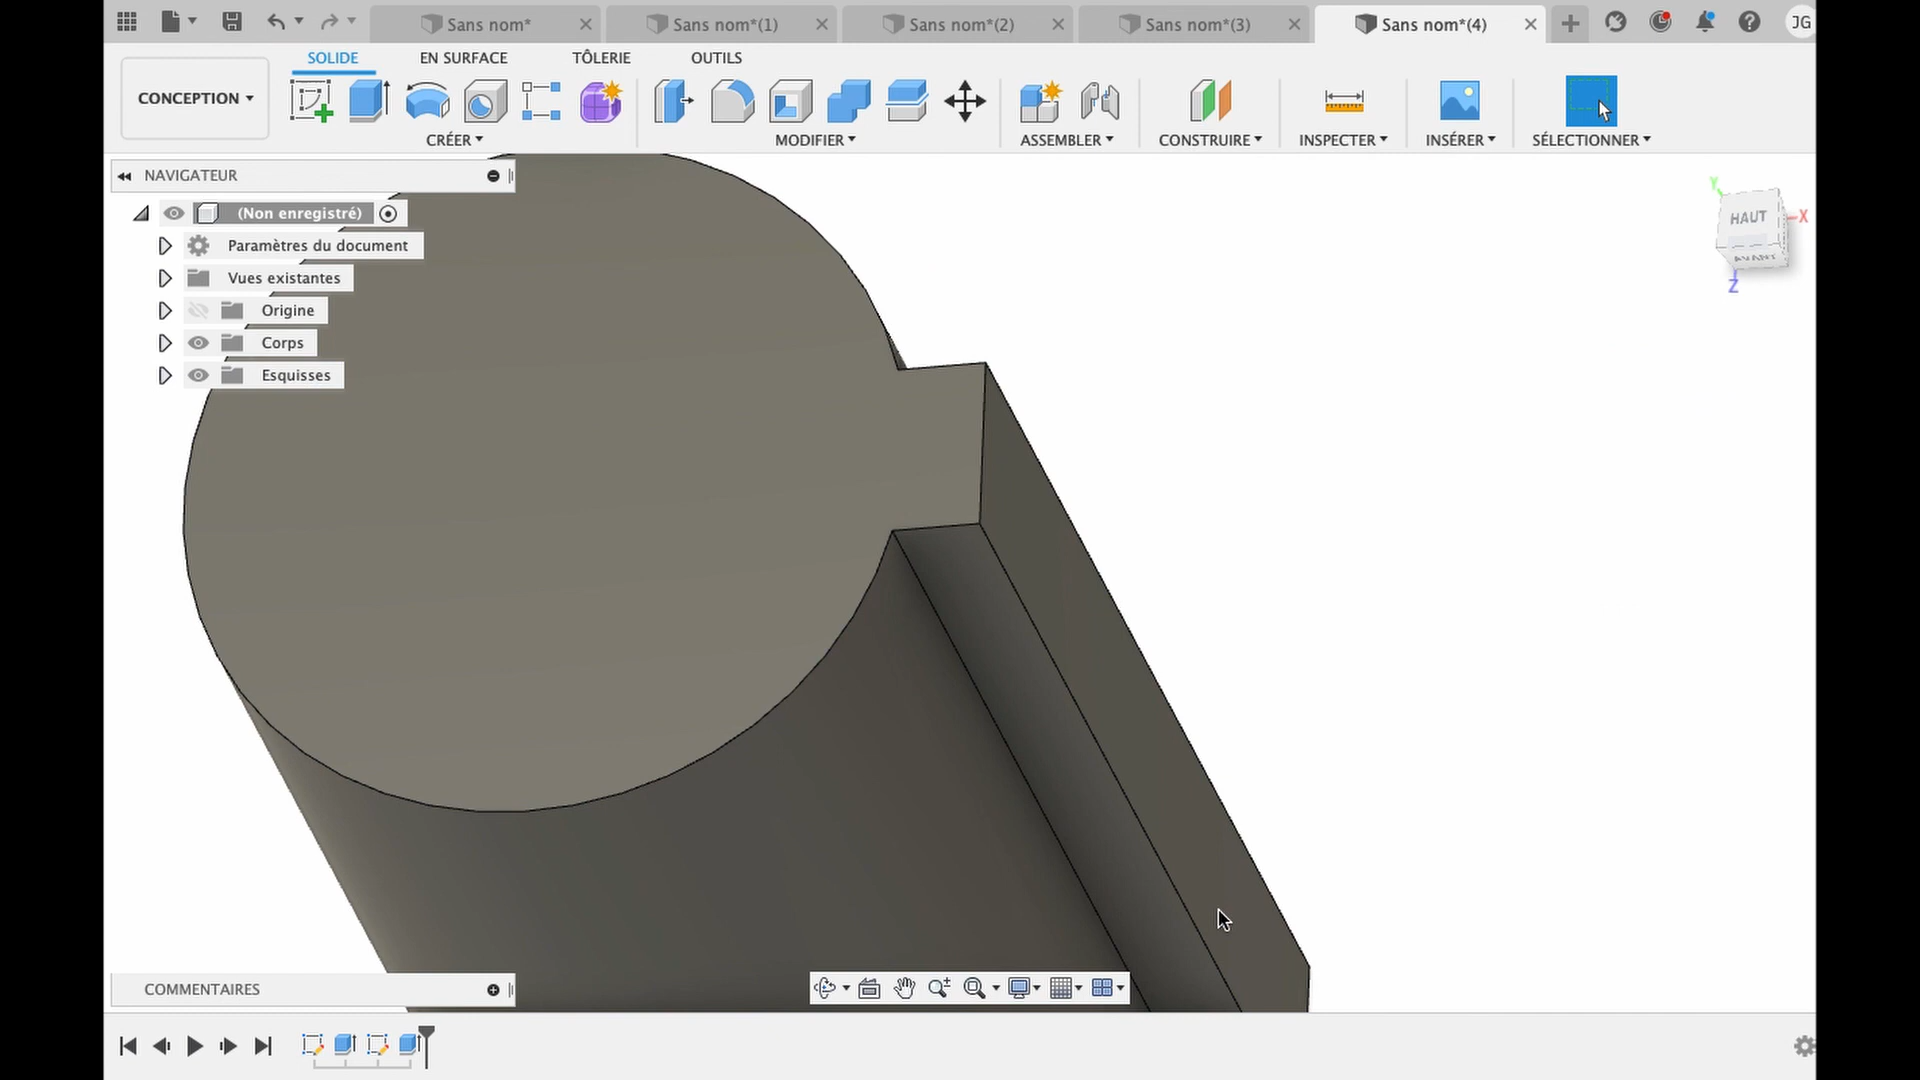 Sans nom*
Sans nom*(1)
Sans nom*(2)
Sans nom*(3)
Sans nom*(4)
JG
SOLIDE
EN SURFACE
TÔLERIE
OUTILS
CONCEPTION
CRÉER
MODIFIER
ASSEMBLER
CONSTRUIRE
INSPECTER
INSÉRER
SÉLECTIONNER
NAVIGATEUR
(Non enregistré)
Paramètres du document
Vues existantes
Origine
Corps
Esquisses
Y
HAUT
X
AVANT
Z
COMMENTAIRES